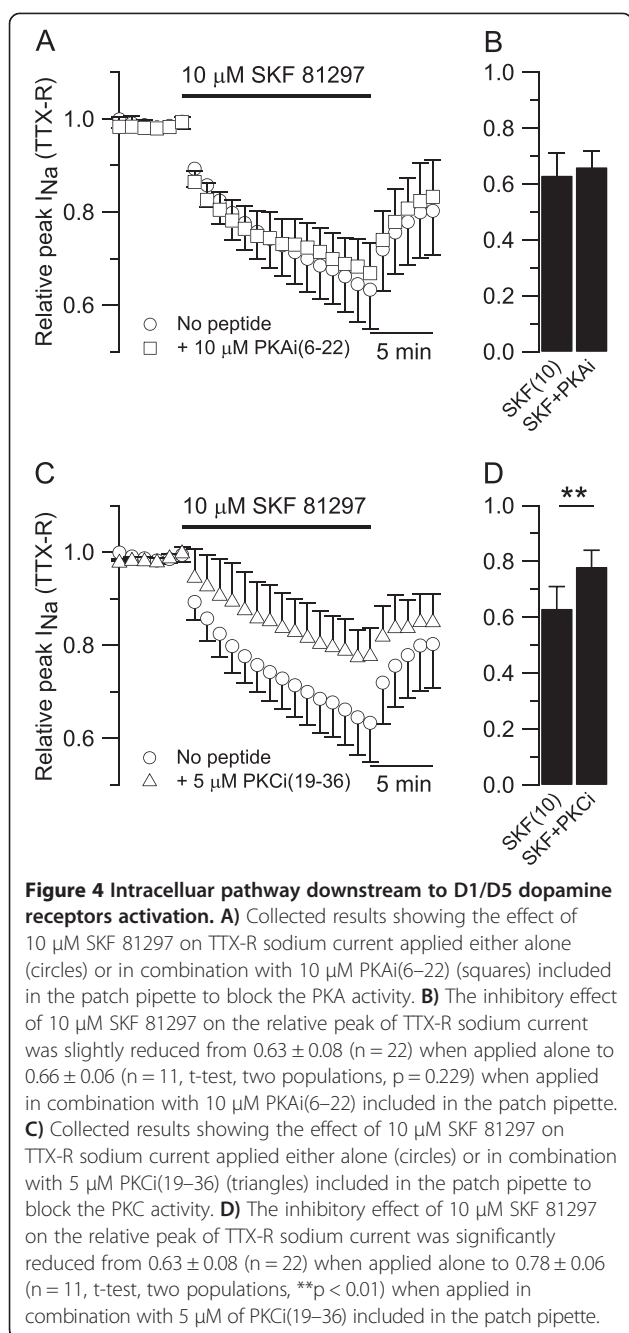 A
B
10 μM SKF 81297
Relative peak INa (TTX-R)
1.0
0.8
0.6
No peptide
+ 10 μM PKAi(6-22)
5 min
1.0
0.8
0.6
0.4
0.2
0.0
SKF(10)
SKF+PKAi
C
D
10 μM SKF 81297
Relative peak INa (TTX-R)
1.0
0.8
0.6
No peptide
+ 5 μM PKCi(19-36)
5 min
**
1.0
0.8
0.6
0.4
0.2
0.0
SKF(10)
SKF+PKCi
Figure 4 Intracelluar pathway downstream to D1/D5 dopamine
receptors activation. A) Collected results showing the effect of
10 μM SKF 81297 on TTX-R sodium current applied either alone
(circles) or in combination with 10 μM PKAi(6–22) (squares) included
in the patch pipette to block the PKA activity. B) The inhibitory effect
of 10 μM SKF 81297 on the relative peak of TTX-R sodium current
was slightly reduced from 0.63 ± 0.08 (n = 22) when applied alone to
0.66 ± 0.06 (n = 11, t-test, two populations, p = 0.229) when applied
in combination with 10 μM PKAi(6–22) included in the patch pipette.
C) Collected results showing the effect of 10 μM SKF 81297 on
TTX-R sodium current applied either alone (circles) or in combination
with 5 μM PKCi(19–36) (triangles) included in the patch pipette to
block the PKC activity. D) The inhibitory effect of 10 μM SKF 81297
on the relative peak of TTX-R sodium current was significantly
reduced from 0.63 ± 0.08 (n = 22) when applied alone to 0.78 ± 0.06
(n = 11, t-test, two populations, **p < 0.01) when applied in
combination with 5 μM of PKCi(19–36) included in the patch pipette.